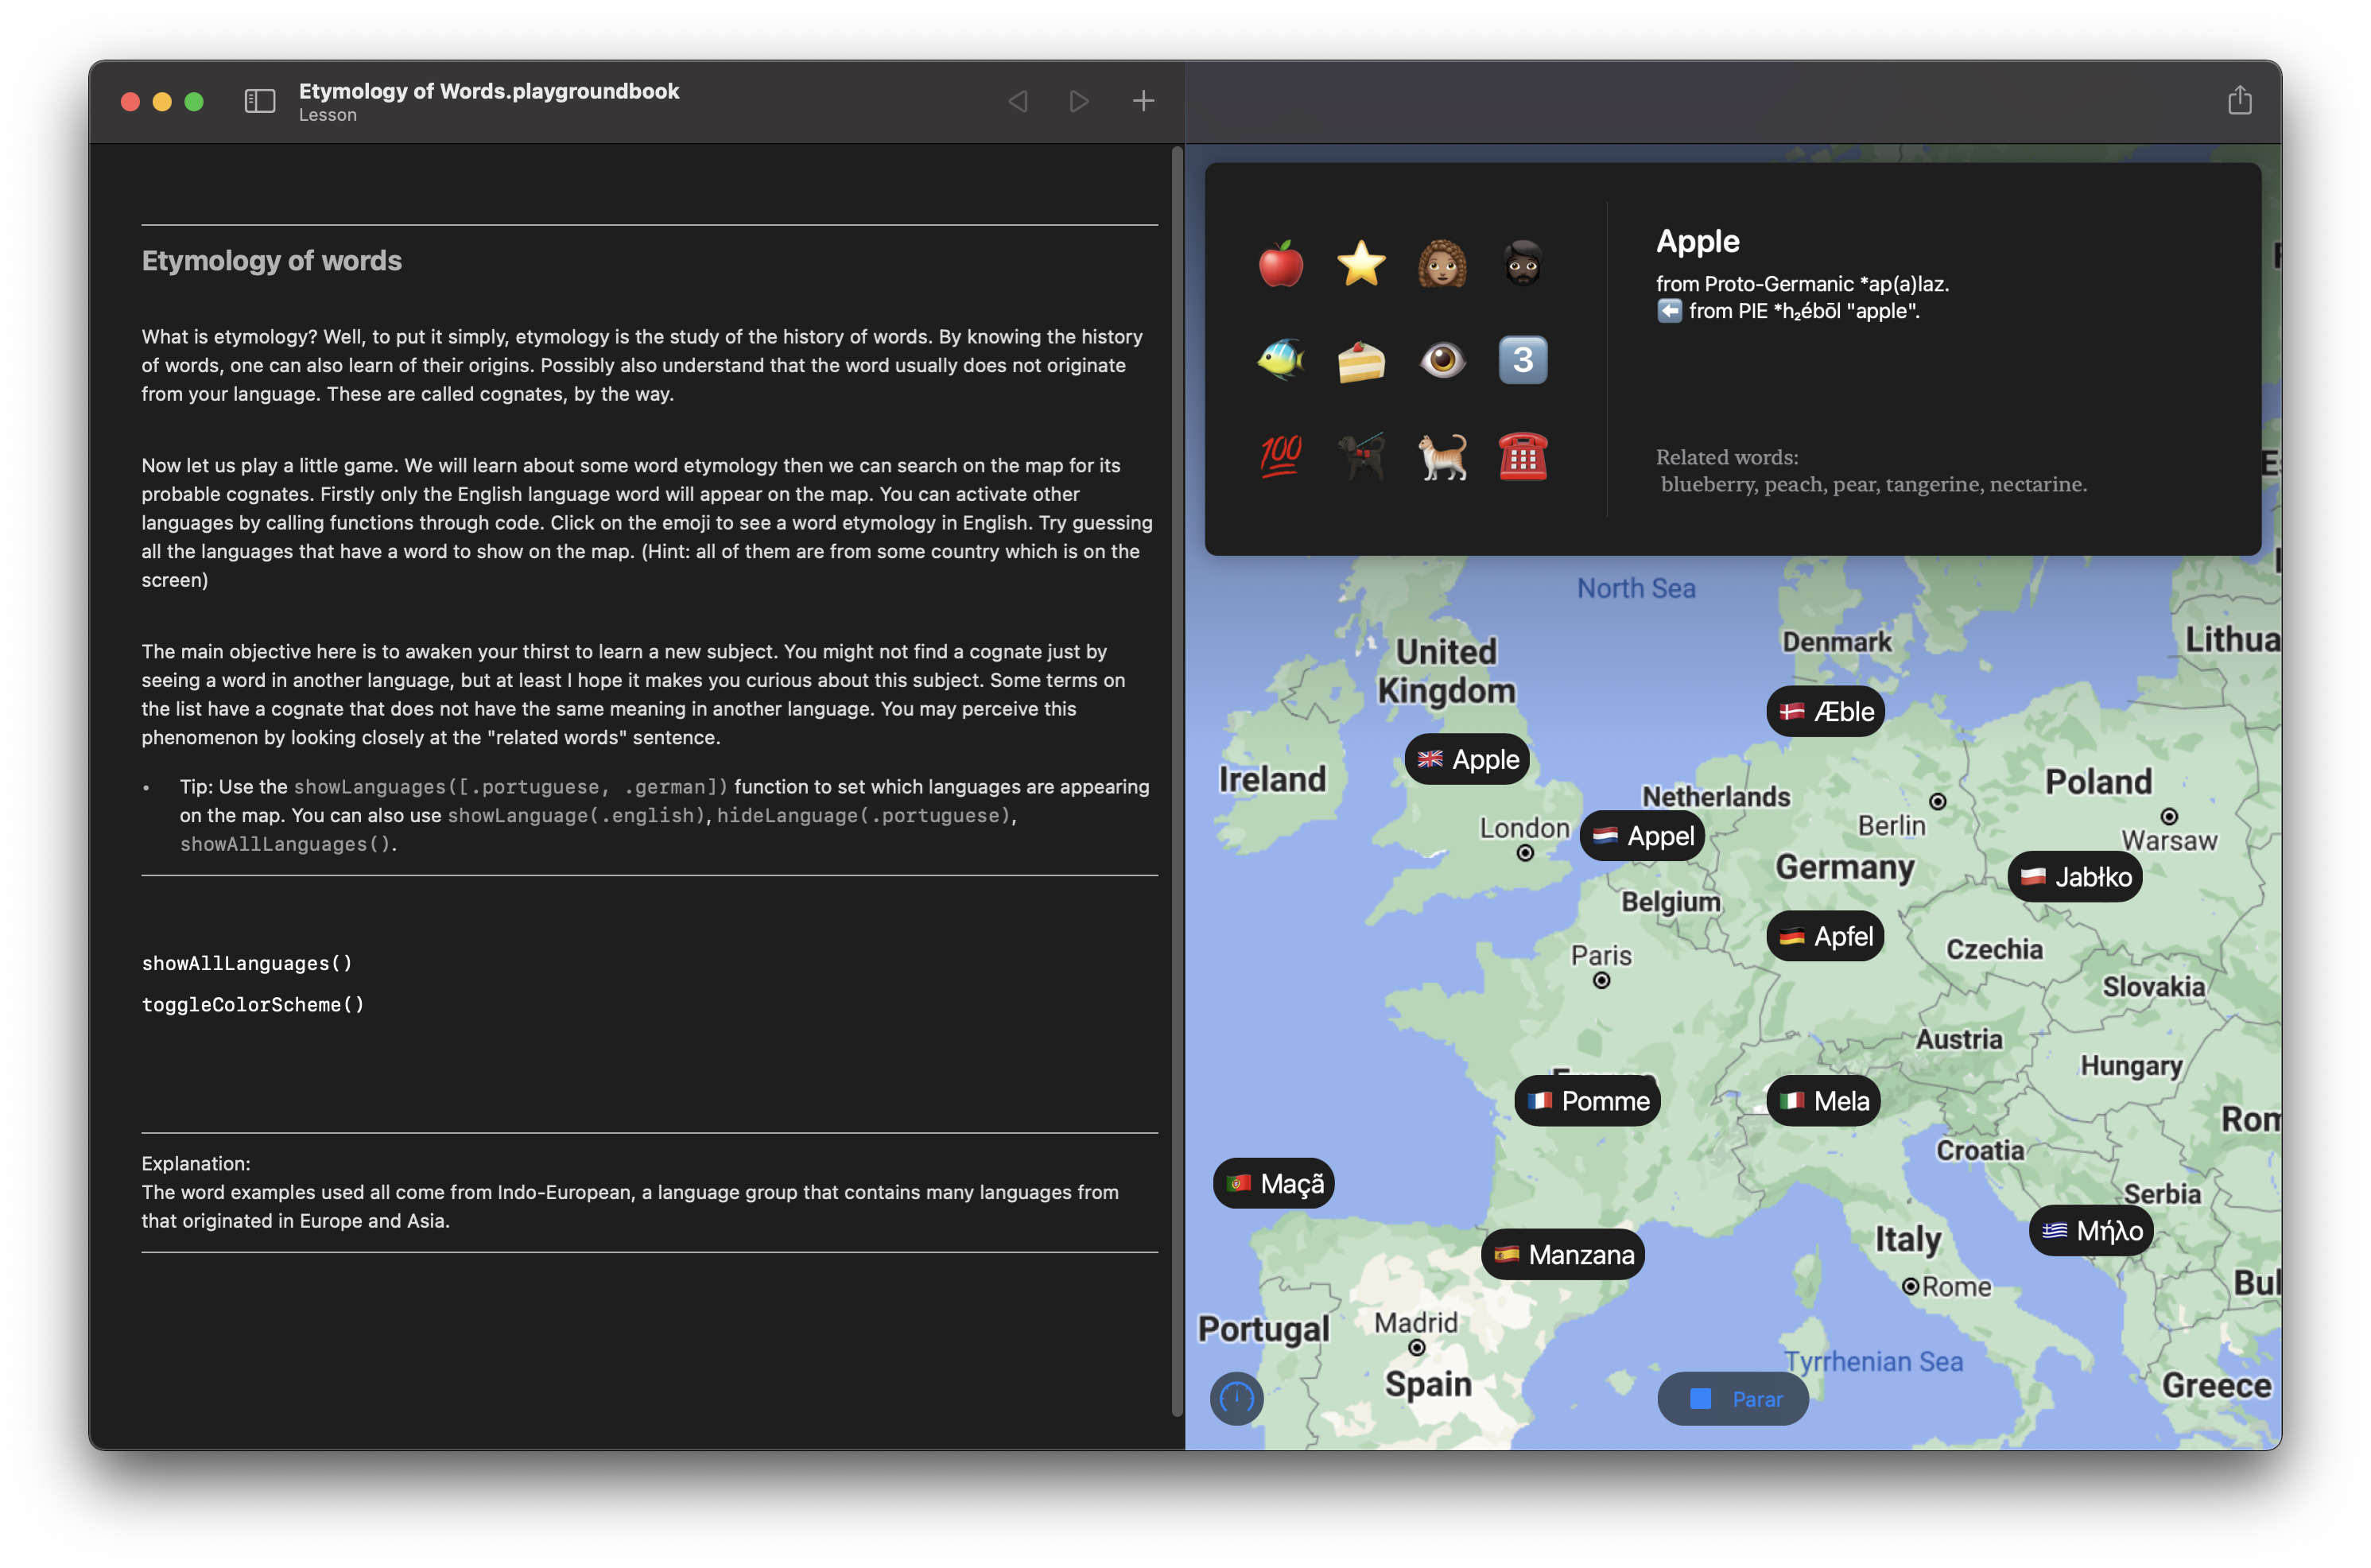 Etymology of Words.playgroundbook
Lesson
Etymology of words
What is etymology? Well, to put it simply, etymology is the study of the history of words. By knowing the history
of words, one can also learn of their origins. Possibly also understand that the word usually does not originate
from your language. These are called cognates, by the way.
Now let us play a little game. We will learn about some word etymology then we can search on the map for its
probable cognates. Firstly only the English language word will appear on the map. You can activate other
languages by calling functions through code. Click on the emoji to see a word etymology in English. Try guessing
all the languages that have a word to show on the map. (Hint: all of them are from some country which is on the
screen)
The main objective here is to awaken your thirst to learn a new subject. You might not find a cognate just by
seeing a word in another language, but at least I hope it makes you curious about this subject. Some terms on
the list have a cognate that does not have the same meaning in another language. You may perceive this
phenomenon by looking closely at the "related words" sentence.
• Tip: Use the showLanguages([.portuguese, .german]) function to set which languages are appearing
on the map. You can also use showLanguage(.english), hideLanguage(.portuguese),
showAllLanguages().
showAllLanguages()
toggleColorScheme()
Explanation:
The word examples used all come from Indo-European, a language group that contains many languages from
that originated in Europe and Asia.
3
100
Apple
from Proto-Germanic *ap(a)laz.
⬅️ from PIE *h₂ébōl "apple".
Related words:
blueberry, peach, pear, tangerine, nectarine.
North Sea
United
Kingdom
Denmark
Lithua
Æble
Apple
Ireland
Netherlands
Poland
London
Appel
Berlin
Warsaw
Germany
Jabłko
Belgium
Apfel
Paris
Czechia
Slovakia
Austria
Hungary
Pomme
Mela
Rom
Croatia
Maçã
Serbia
Manzana
Italy
Μήλο
Rome
Bul
Portugal
Madrid
Tyrrhenian Sea
Spain
Greece
Parar